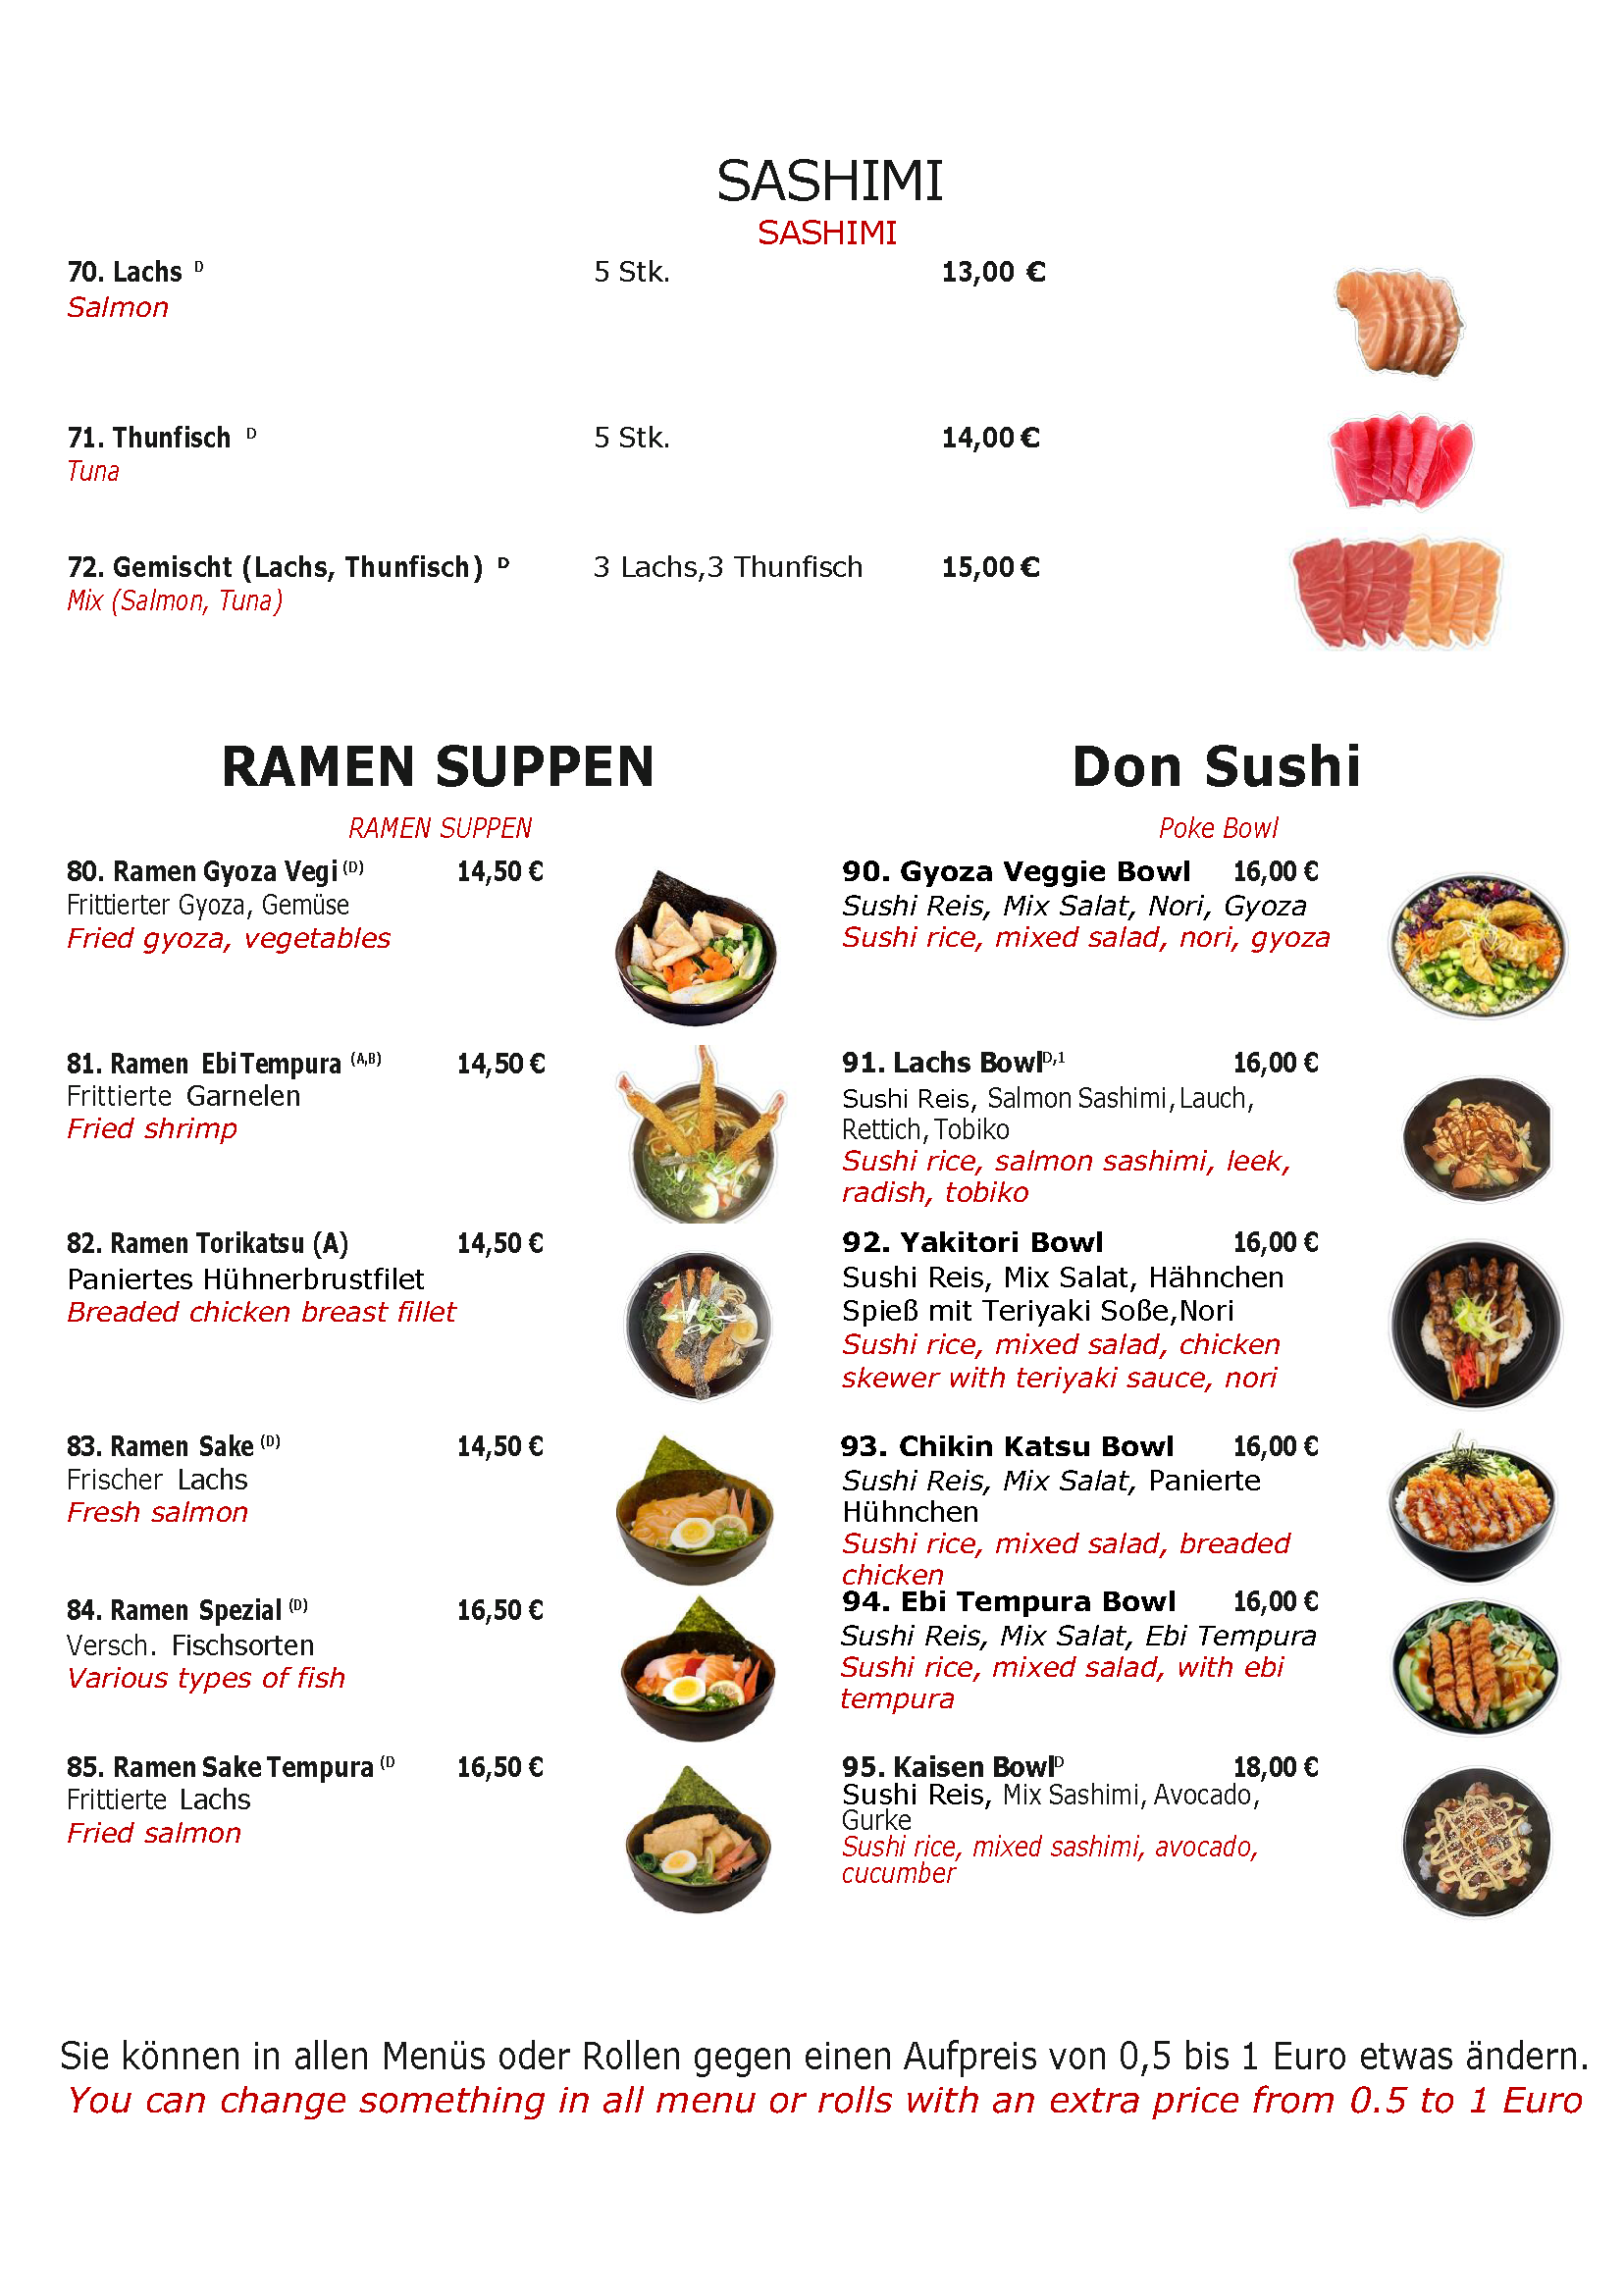 SASHIMI
SASHIMI
70. Lachs D 5 Stk. 13,00 €
Salmon
71. Thunfisch D 5 Stk. 14,00 €
Tuna
72. Gemischt (Lachs, Thunfisch) D 3 Lachs,3 Thunfisch 15,00 €
Mix (Salmon, Tuna)
RAMEN SUPPEN
RAMEN SUPPEN
80. Ramen Gyoza Vegi (D) 14,50 €
Frittierter Gyoza, Gemüse
Fried gyoza, vegetables
81. Ramen Ebi Tempura (A,B) 14,50 €
Frittierte Garnelen
Fried shrimp
82. Ramen Torikatsu (A) 14,50 €
Paniertes Hühnerbrustfilet
Breaded chicken breast fillet
83. Ramen Sake (D) 14,50 €
Frischer Lachs
Fresh salmon
84. Ramen Spezial (D) 16,50 €
Versch. Fischsorten
Various types of fish
85. Ramen Sake Tempura (D 16,50 €
Frittierte Lachs
Fried salmon
Don Sushi
Poke Bowl
90. Gyoza Veggie Bowl 16,00 €
Sushi Reis, Mix Salat, Nori, Gyoza
Sushi rice, mixed salad, nori, gyoza
91. Lachs Bowl D,1 16,00 €
Sushi Reis, Salmon Sashimi, Lauch,
Rettich, Tobiko
Sushi rice, salmon sashimi, leek,
radish, tobiko
92. Yakitori Bowl 16,00 €
Sushi Reis, Mix Salat, Hähnchen
Spieß mit Teriyaki Soße,Nori
Sushi rice, mixed salad, chicken
skewer with teriyaki sauce, nori
93. Chikin Katsu Bowl 16,00 €
Sushi Reis, Mix Salat, Panierte
Hühnchen
Sushi rice, mixed salad, breaded
chicken
94. Ebi Tempura Bowl 16,00 €
Sushi Reis, Mix Salat, Ebi Tempura
Sushi rice, mixed salad, with ebi
tempura
95. Kaisen Bowl D 18,00 €
Sushi Reis, Mix Sashimi, Avocado,
Gurke
Sushi rice, mixed sashimi, avocado,
cucumber
Sie können in allen Menüs oder Rollen gegen einen Aufpreis von 0,5 bis 1 Euro etwas ändern.
You can change something in all menu or rolls with an extra price from 0.5 to 1 Euro